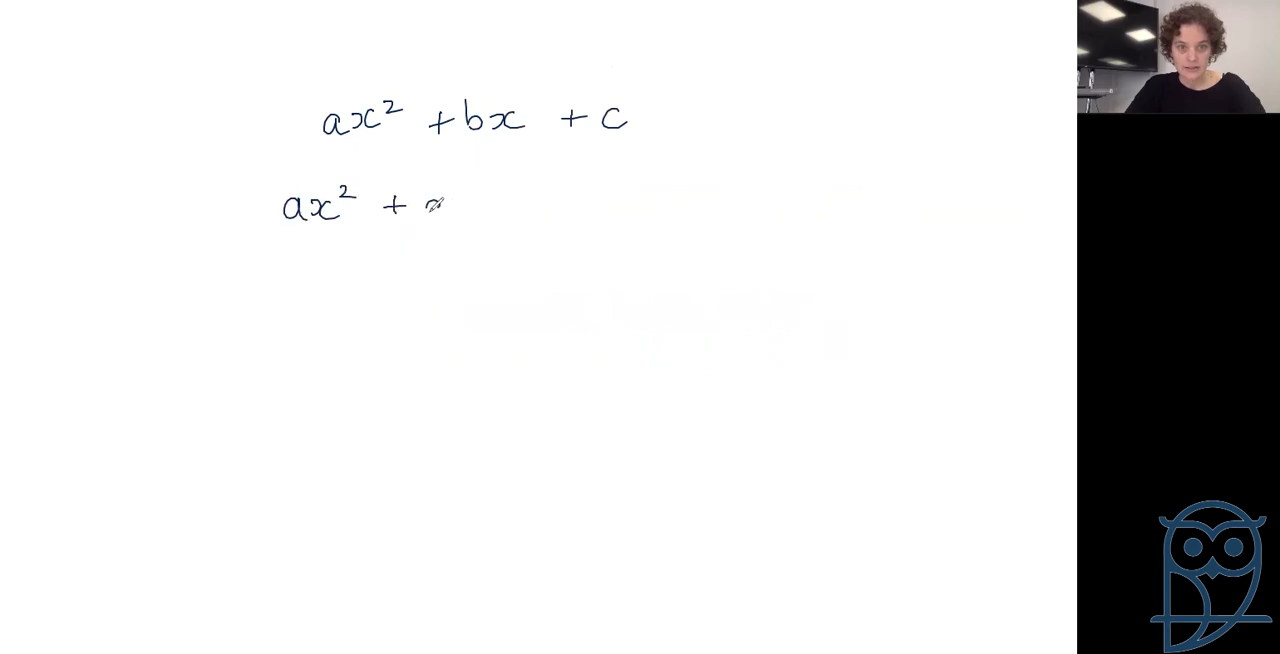 ax² + bx + c
ax² +